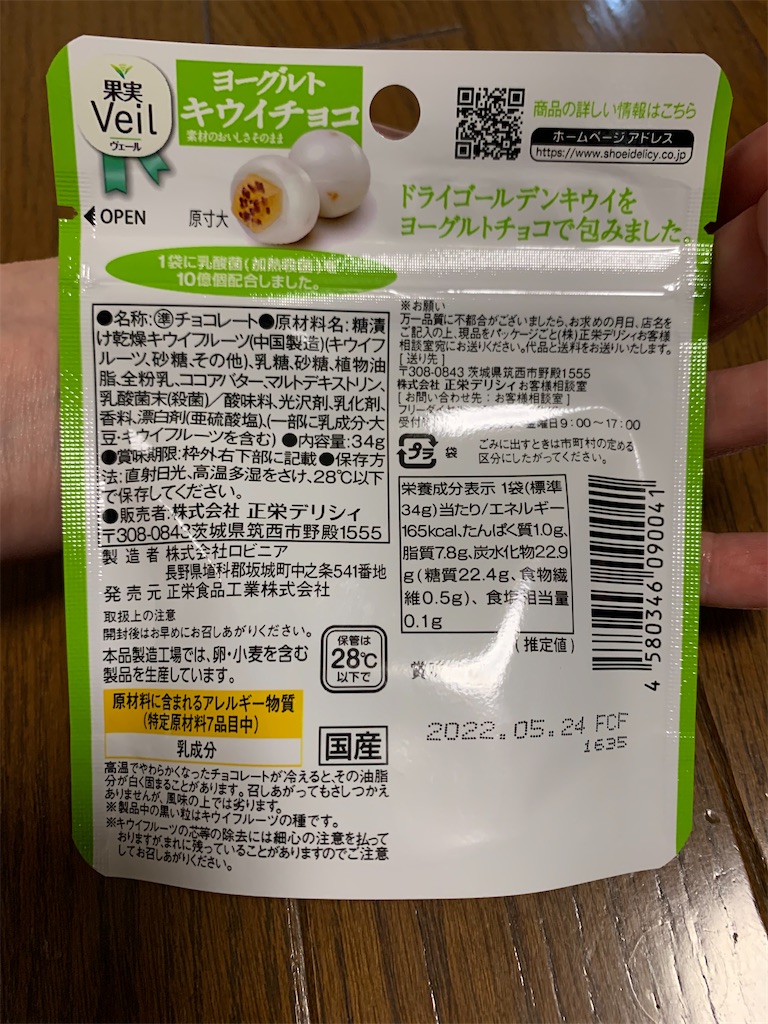 果実
Veil
ヴェール
ヨーグルト
キウイチョコ
素材のおいしさそのまま
商品の詳しい情報はこちら
ホームページアドレス
https://www.shoeidelicy.co.jp
OPEN
原寸大
ドライゴールデンキウイを
ヨーグルトチョコで包みました。
1袋に乳酸菌(加熱殺菌)を
10億個配合しました。
●名称:準チョコレート●原材料名:糖漬
け乾燥キウイフルーツ(中国製造)(キウイフ
ルーツ、砂糖、その他)、乳糖、砂糖、植物油
脂、全粉乳、ココアバター、マルトデキストリン、
乳酸菌末(殺菌)/酸味料、光沢剤、乳化剤、
香料、漂白剤(亜硫酸塩)、(一部に乳成分・大
豆・キウイフルーツを含む) ●内容量:34g
●賞味期限:枠外右下部に記載●保存方
法:直射日光、高温多湿をさけ、28℃以下
で保存してください。
●販売者:株式会社 正栄デリシィ
〒308-0843茨城県筑西市野殿1555
製造者 株式会社ロビニア
長野県埴科郡坂城町中之条541番地
発売元 正栄食品工業株式会社
取扱上の注意
開封後はお早めにお召しあがりください。
本品製造工場では、卵・小麦を含む
製品を生産しています。
保管は
28℃
以下で
原材料に含まれるアレルギー物質
(特定原材料7品目中)
乳成分
国産
高温でやわらかくなったチョコレートが冷えると、その油脂
分が白く固まることがあります。召しあがってもさしつかえ
ありませんが、風味の上では劣ります。
※製品中の黒い粒はキウイフルーツの種です。
※キウイフルーツの芯等の除去には細心の注意を払って
おりますが、まれに残っていることがありますのでご注意
してお召しあがりください。
※お願い
万一品質に不都合がございましたら、お求めの月日、店名を
ご記入の上、現品をパッケージごと(株)正栄デリシィお客様
相談室宛にお送りください。代品と送料をお送りいたします。
[送り先]
〒308-0843 茨城県筑西市野殿1555
株式会社 正栄デリシィお客様相談室
[お問い合わせ先:お客様相談室]
フリーダイヤ
受付 金曜日9:00〜17:00
プラ
袋
ごみに出すときは市町村の定める
区分にしたがってください。
栄養成分表示 1袋(標準
34g)当たり/エネルギー
165kcal、たんぱく質1.0g、
脂質7.8g、炭水化物22.9
g(糖質22.4g、食物繊
維0.5g)、食塩相当量
0.1g
(推定値)
賞
2022.05.24 FCF
1635
4 580346 090041